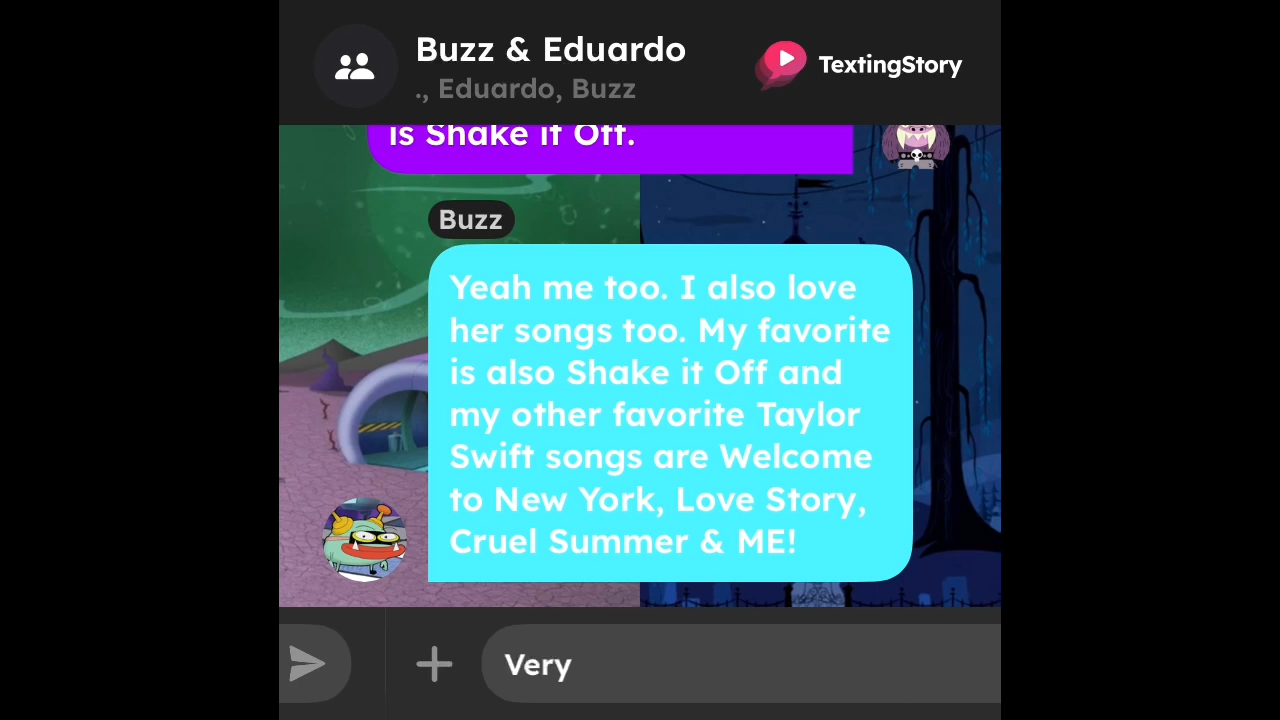 Buzz & Eduardo
., Eduardo, Buzz
TextingStory
is Shake it Off.
Buzz
Yeah me too. I also love
her songs too. My favorite
is also Shake it Off and
my other favorite Taylor
Swift songs are Welcome
to New York, Love Story,
Cruel Summer & ME!
Very